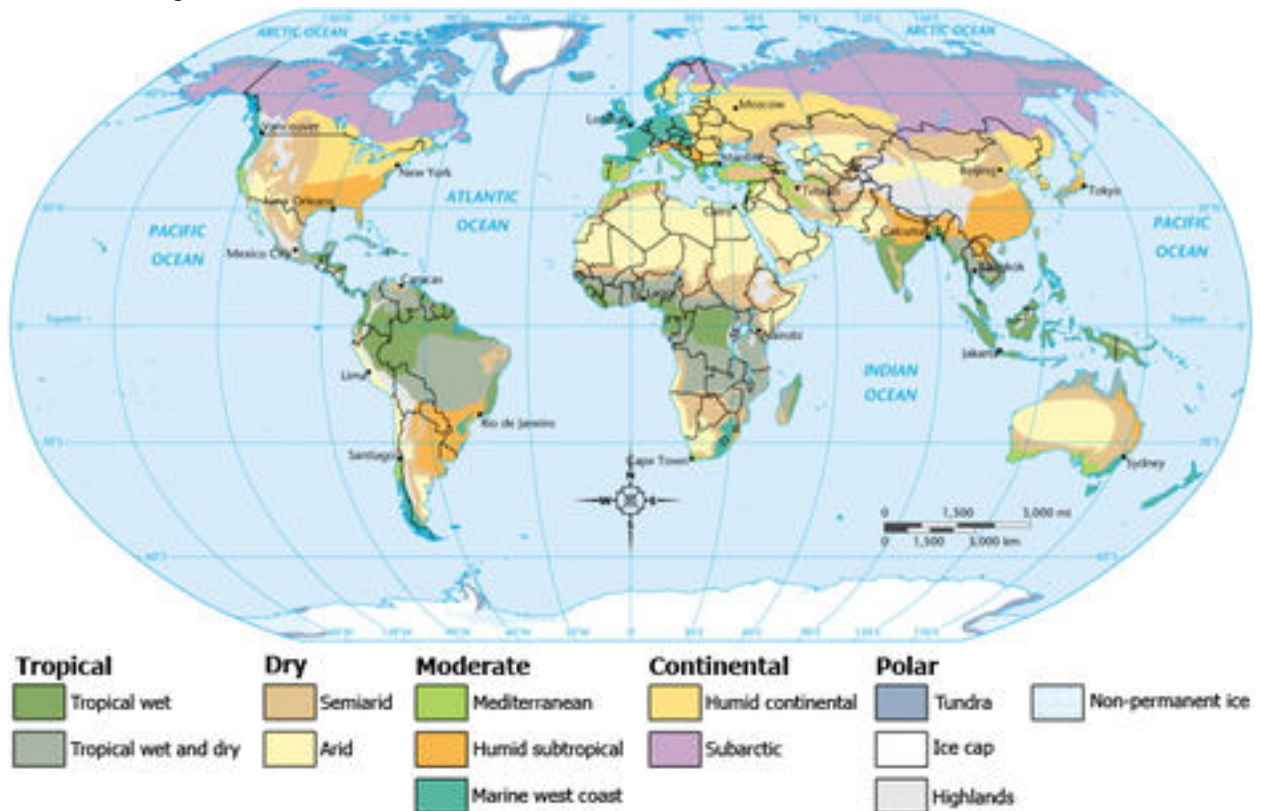 ARCTIC OCEAN
ARCTIC OCEAN
Moscow
London
Vancouver
Istanbul
New York
Beijing
Tokyo
Tehran
ATLANTIC
OCEAN
New Orleans
Cairo
PACIFIC
OCEAN
PACIFIC
OCEAN
Calcutta
Mexico City
Bangkok
Caracas
Lagos
Equator
Equator
Nairobi
Jakarta
Lima
INDIAN
OCEAN
Rio de Janeiro
Santiago
Cape Town
Sydney
N
W E
S
0 1,500 3,000 mi
0 1,500 3,000 km
Tropical
Tropical wet
Tropical wet and dry
Dry
Semiarid
Arid
Moderate
Mediterranean
Humid subtropical
Marine west coast
Continental
Humid continental
Subarctic
Polar
Tundra
Ice cap
Highlands
Non-permanent ice